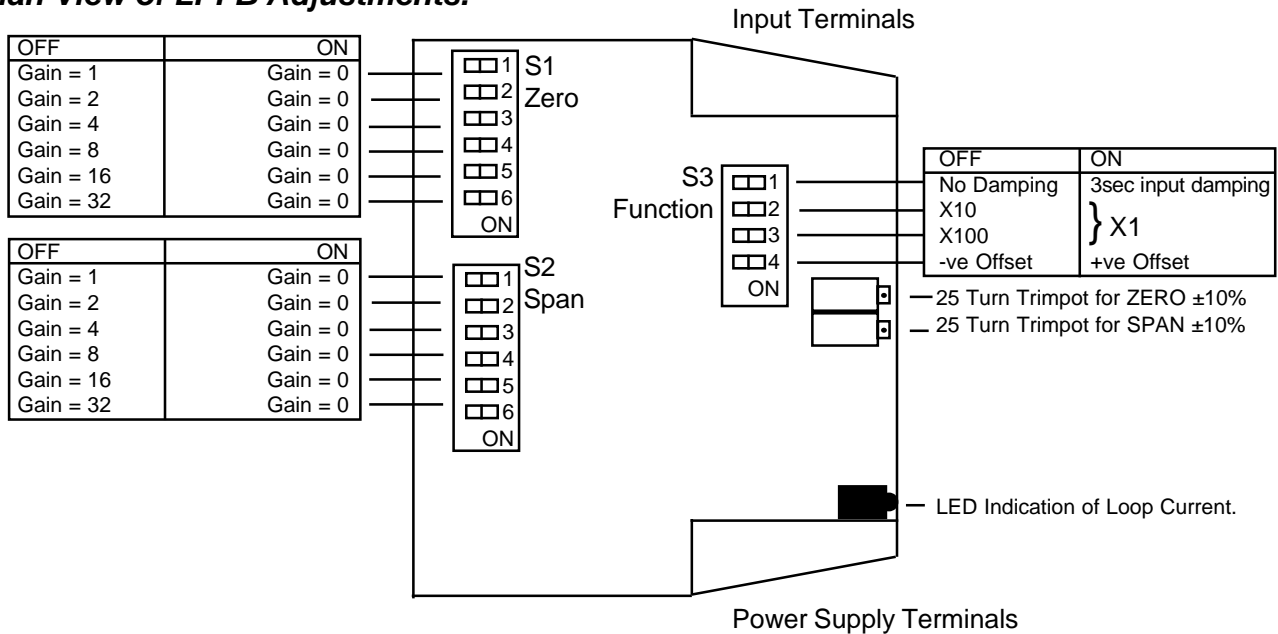 Input Terminals
OFF ON
Gain = 1 Gain = 0
Gain = 2 Gain = 0
Gain = 4 Gain = 0
Gain = 8 Gain = 0
Gain = 16 Gain = 0
Gain = 32 Gain = 0
1 S1
2 Zero
3
4
5
6
ON
OFF ON
Gain = 1 Gain = 0
Gain = 2 Gain = 0
Gain = 4 Gain = 0
Gain = 8 Gain = 0
Gain = 16 Gain = 0
Gain = 32 Gain = 0
1 S2
2 Span
3
4
5
6
ON
S3 1
Function 2
3
4
ON
OFF ON
No Damping 3sec input damping
X10
X100 } X1
-ve Offset +ve Offset
25 Turn Trimpot for ZERO ±10%
25 Turn Trimpot for SPAN ±10%
LED Indication of Loop Current.
Power Supply Terminals